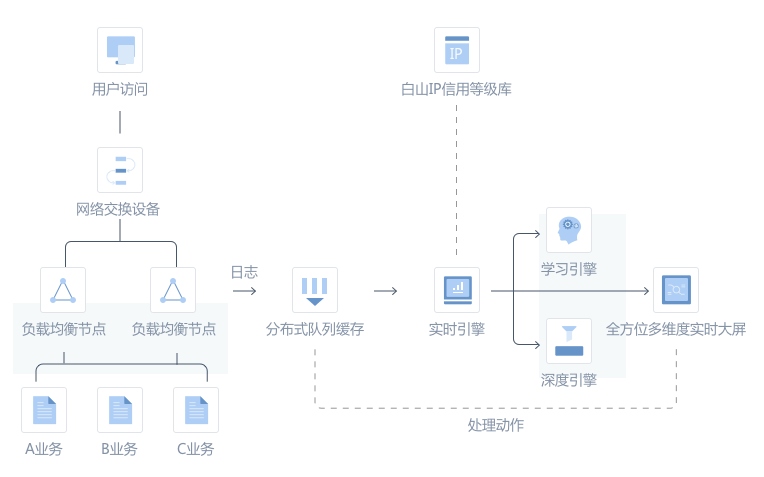 IP
用户访问
白山IP信用等级库
网络交换设备
日志
学习引擎
负载均衡节点
负载均衡节点
分布式队列缓存
实时引擎
全方位多维度实时大屏
深度引擎
处理动作
A业务
B业务
C业务